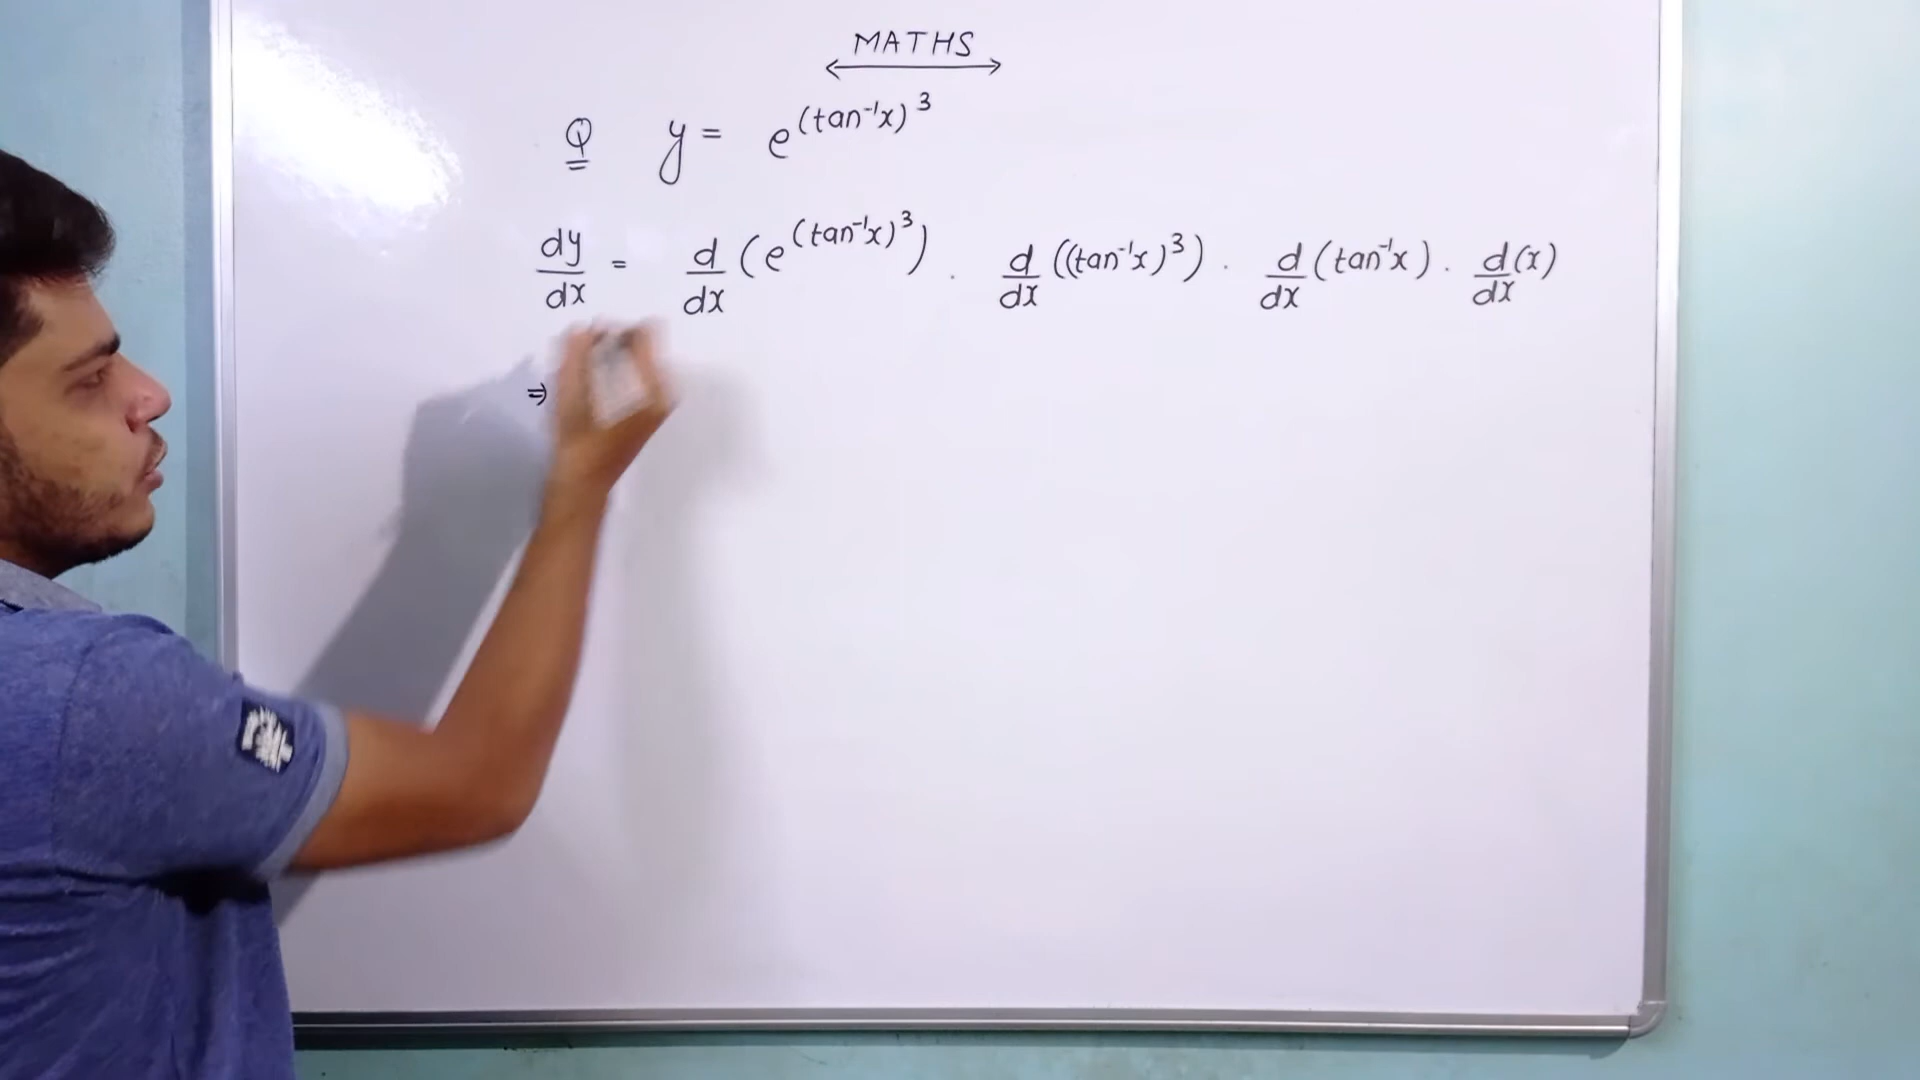 MATHS
Q y = e^(tan⁻¹x)³
dy/dx = d/dx (e^(tan⁻¹x)³) . d/dx ((tan⁻¹x)³) . d/dx (tan⁻¹x) . d/dx (x)
⇒